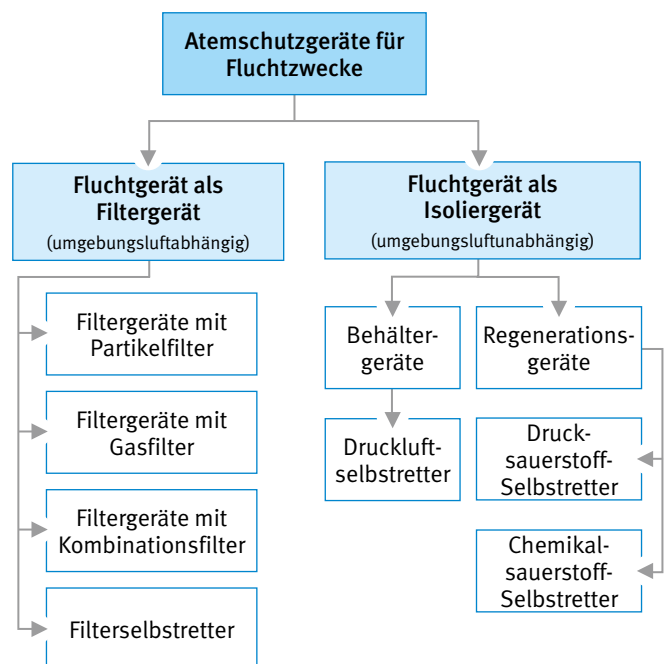 Atemschutzgeräte für
Fluchtzwecke
Fluchtgerät als
Filtergerät
(umgebungsluftabhängig)
Filtergeräte mit
Partikelfilter
Filtergeräte mit
Gasfilter
Filtergeräte mit
Kombinationsfilter
Filterselbstretter
Fluchtgerät als
Isoliergerät
(umgebungsluftunabhängig)
Behälter-
geräte
Druckluft-
selbstretter
Regenerations-
geräte
Druck-
sauerstoff-
Selbstretter
Chemikal-
sauerstoff-
Selbstretter